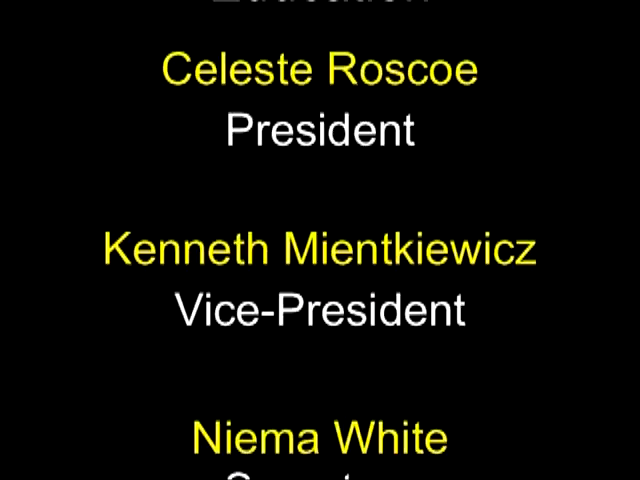 Celeste Roscoe
President
Kenneth Mientkiewicz
Vice-President
Niema White